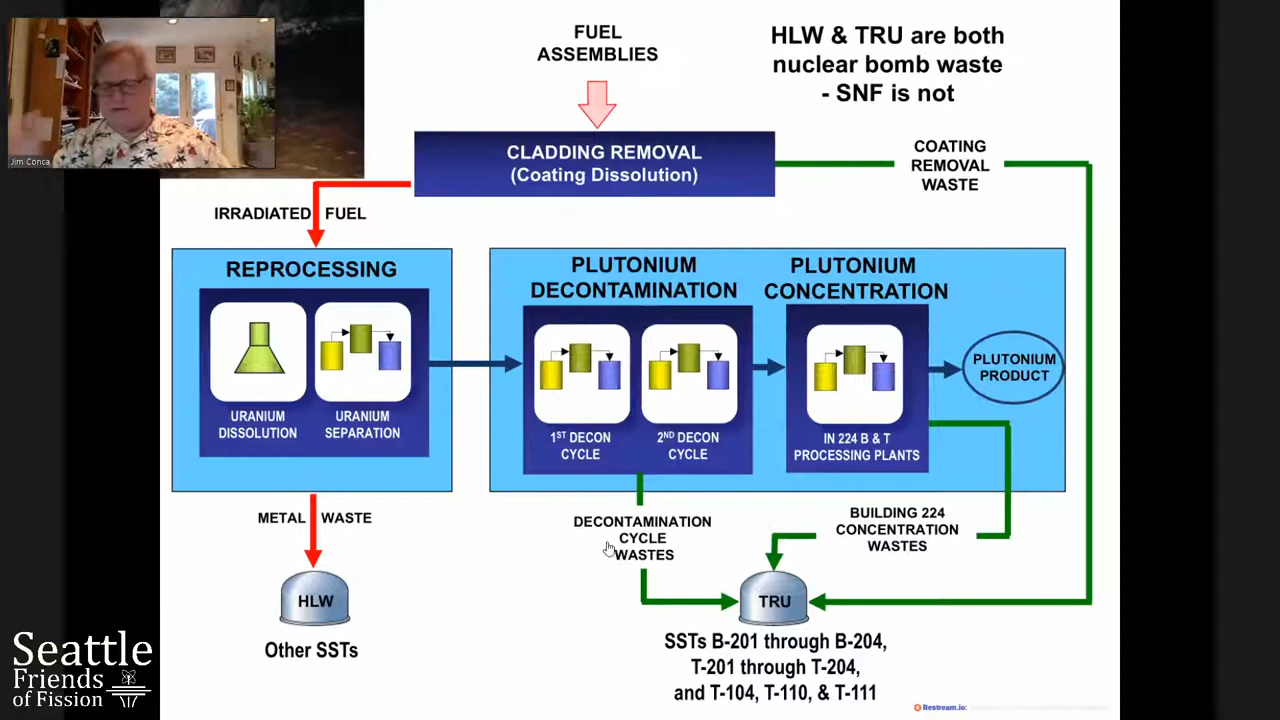 Jim Conca
FUEL
ASSEMBLIES
HLW & TRU are both
nuclear bomb waste
- SNF is not
CLADDING REMOVAL
(Coating Dissolution)
COATING
REMOVAL
WASTE
IRRADIATED FUEL
REPROCESSING
URANIUM
DISSOLUTION
URANIUM
SEPARATION
PLUTONIUM
DECONTAMINATION
1ST DECON
CYCLE
2ND DECON
CYCLE
PLUTONIUM
CONCENTRATION
IN 224 B & T
PROCESSING PLANTS
PLUTONIUM
PRODUCT
METAL WASTE
DECONTAMINATION
CYCLE
WASTES
BUILDING 224
CONCENTRATION
WASTES
HLW
Other SSTs
TRU
SSTs B-201 through B-204,
T-201 through T-204,
and T-104, T-110, & T-111
Seattle
Friends
of Fission
Restream.io: